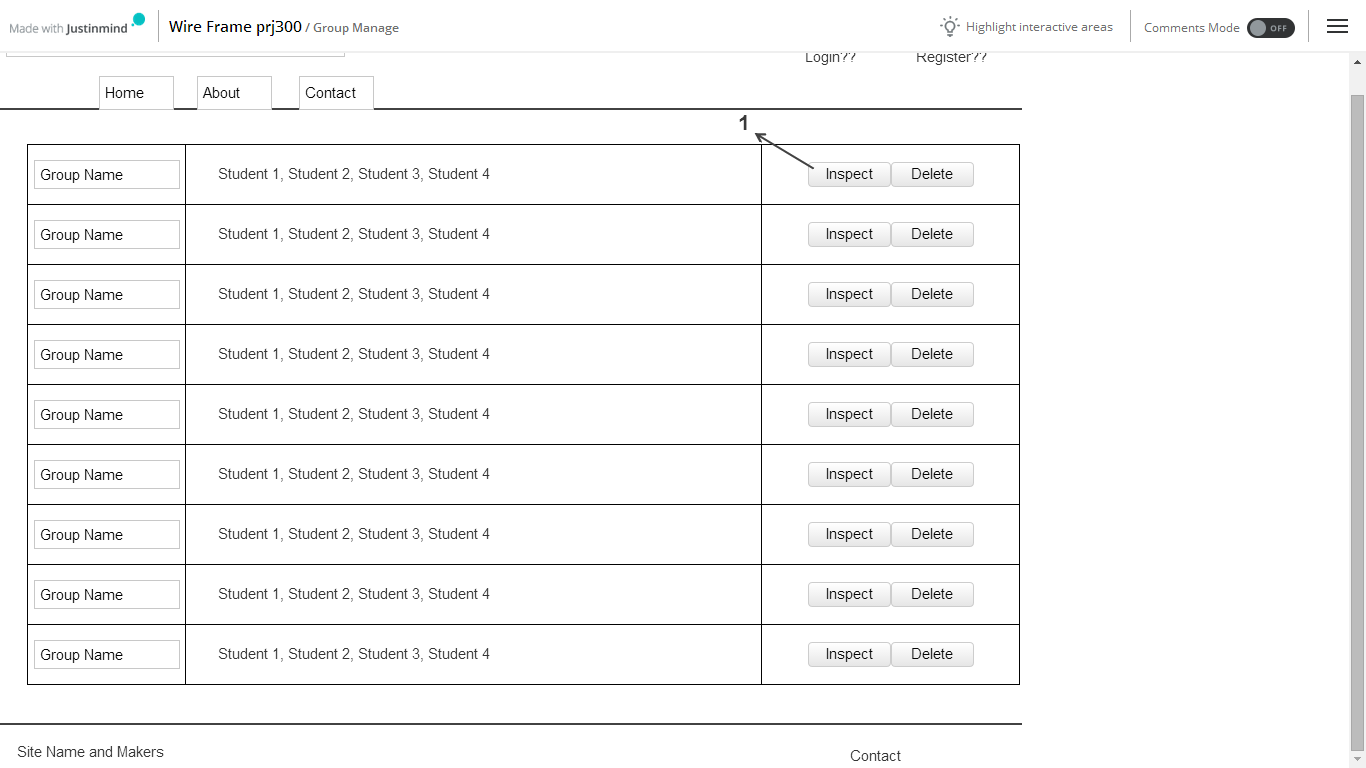 Made with Justinmind
Wire Frame prj300 / Group Manage
Highlight interactive areas
Comments Mode
OFF
Login??
Register??
Home
About
Contact
1
Group Name Student 1, Student 2, Student 3, Student 4 Inspect Delete
Group Name Student 1, Student 2, Student 3, Student 4 Inspect Delete
Group Name Student 1, Student 2, Student 3, Student 4 Inspect Delete
Group Name Student 1, Student 2, Student 3, Student 4 Inspect Delete
Group Name Student 1, Student 2, Student 3, Student 4 Inspect Delete
Group Name Student 1, Student 2, Student 3, Student 4 Inspect Delete
Group Name Student 1, Student 2, Student 3, Student 4 Inspect Delete
Group Name Student 1, Student 2, Student 3, Student 4 Inspect Delete
Group Name Student 1, Student 2, Student 3, Student 4 Inspect Delete
Site Name and Makers
Contact